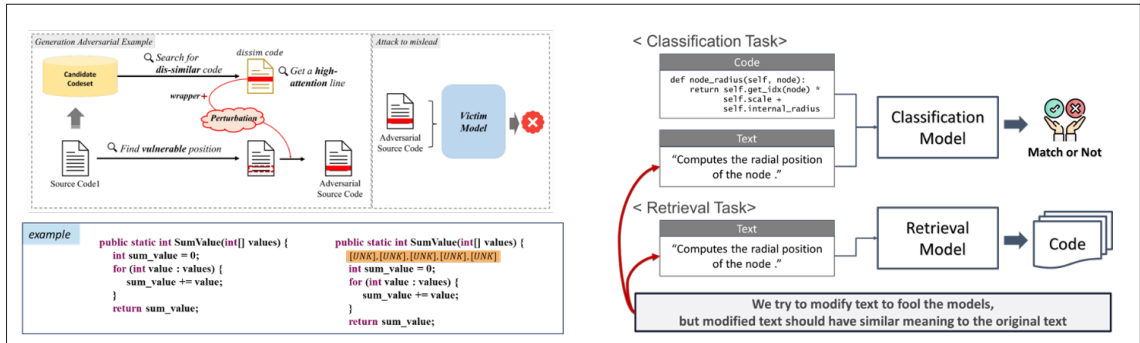 Generation Adversarial Example
Attack to mislead
Candidate
Codeset
Search for
dis-similar code
dissim code
Get a high-
attention line
wrapper+
Perturbation
Find vulnerable position
Source Code1
Adversarial
Source Code
Adversarial
Source Code
Victim
Model
example
public static int SumValue(int[] values) {
int sum_value = 0;
for (int value : values) {
sum_value += value;
}
return sum_value;
public static int SumValue(int[] values) {
[UNK],[UNK],[UNK],[UNK],[UNK]
int sum_value = 0;
for (int value : values) {
sum_value += value;
}
return sum_value;
< Classification Task>
Code
def node_radius(self, node):
return self.get_idx(node) *
self.scale +
self.internal_radius
Text
“Computes the radial position
of the node .”
Classification
Model
Match or Not
< Retrieval Task>
Text
“Computes the radial position
of the node .”
Retrieval
Model
Code
We try to modify text to fool the models,
but modified text should have similar meaning to the original text